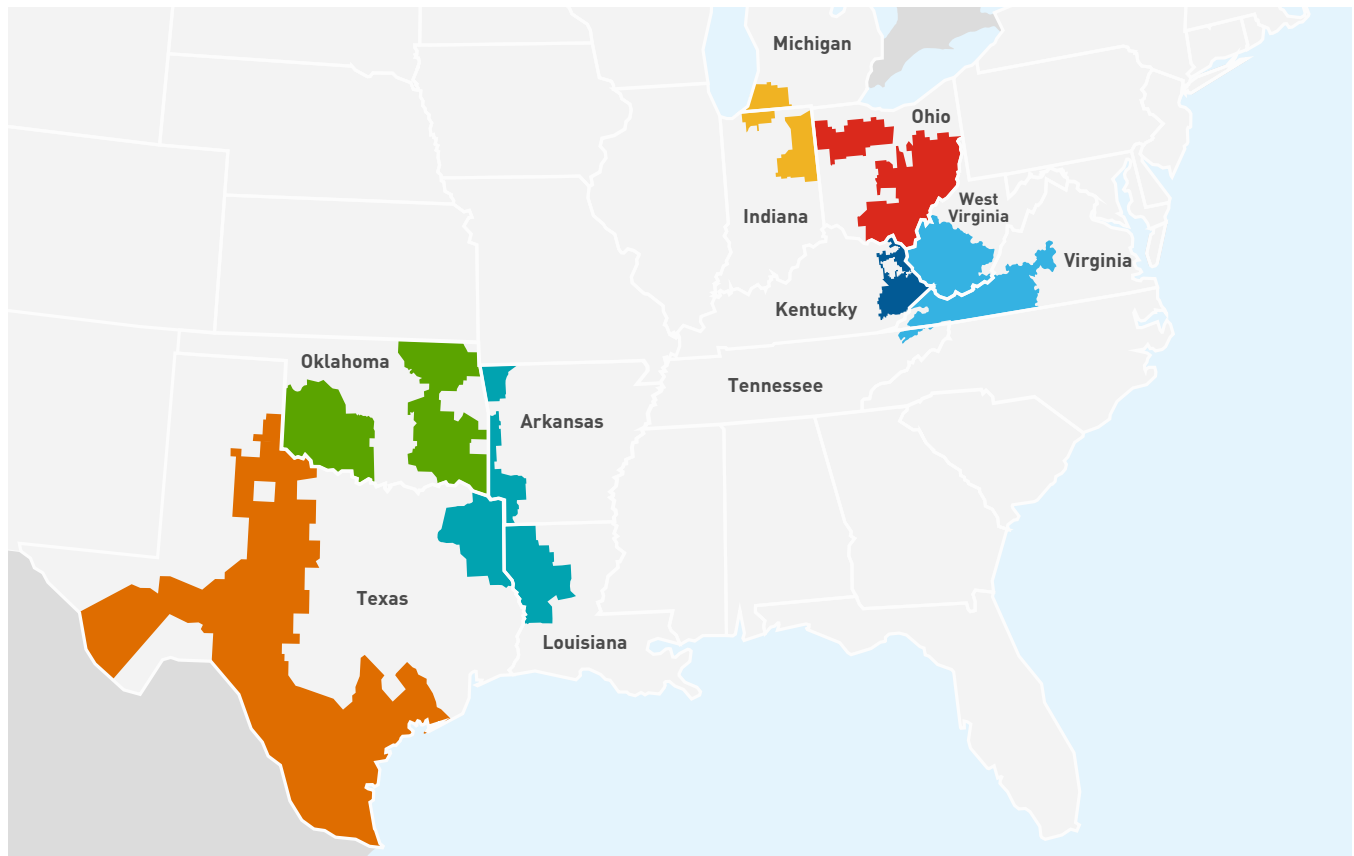 Michigan
Ohio
West
Virginia
Indiana
Virginia
Kentucky
Oklahoma
Tennessee
Arkansas
Texas
Louisiana